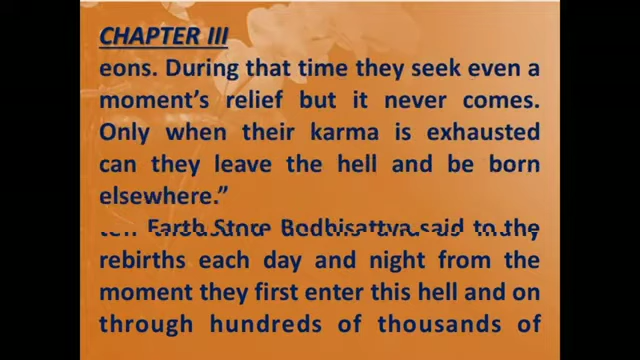 CHAPTER III
eons. During that time they seek even a
moment’s relief but it never comes.
Only when their karma is exhausted
can they leave the hell and be born
elsewhere.”
Earth Store Bodhisattva said to the
rebirths each day and night from the
moment they first enter this hell and on
through hundreds of thousands of